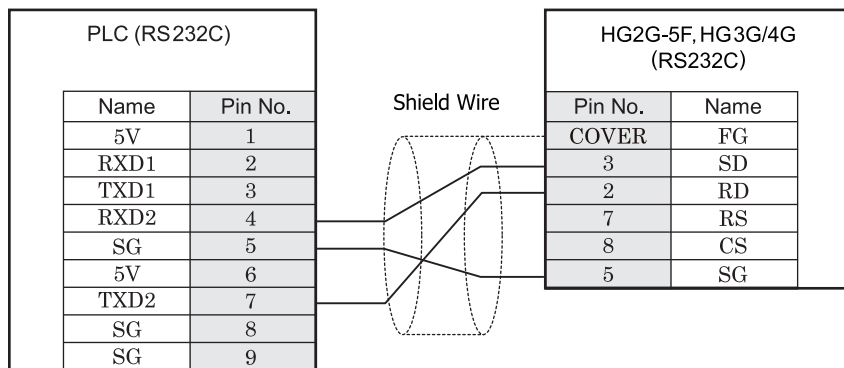 PLC (RS232C)
Name Pin No.
5V 1
RXD1 2
TXD1 3
RXD2 4
SG 5
5V 6
TXD2 7
SG 8
SG 9
Shield Wire
HG2G-5F, HG3G/4G
(RS232C)
Pin No. Name
COVER FG
3 SD
2 RD
7 RS
8 CS
5 SG